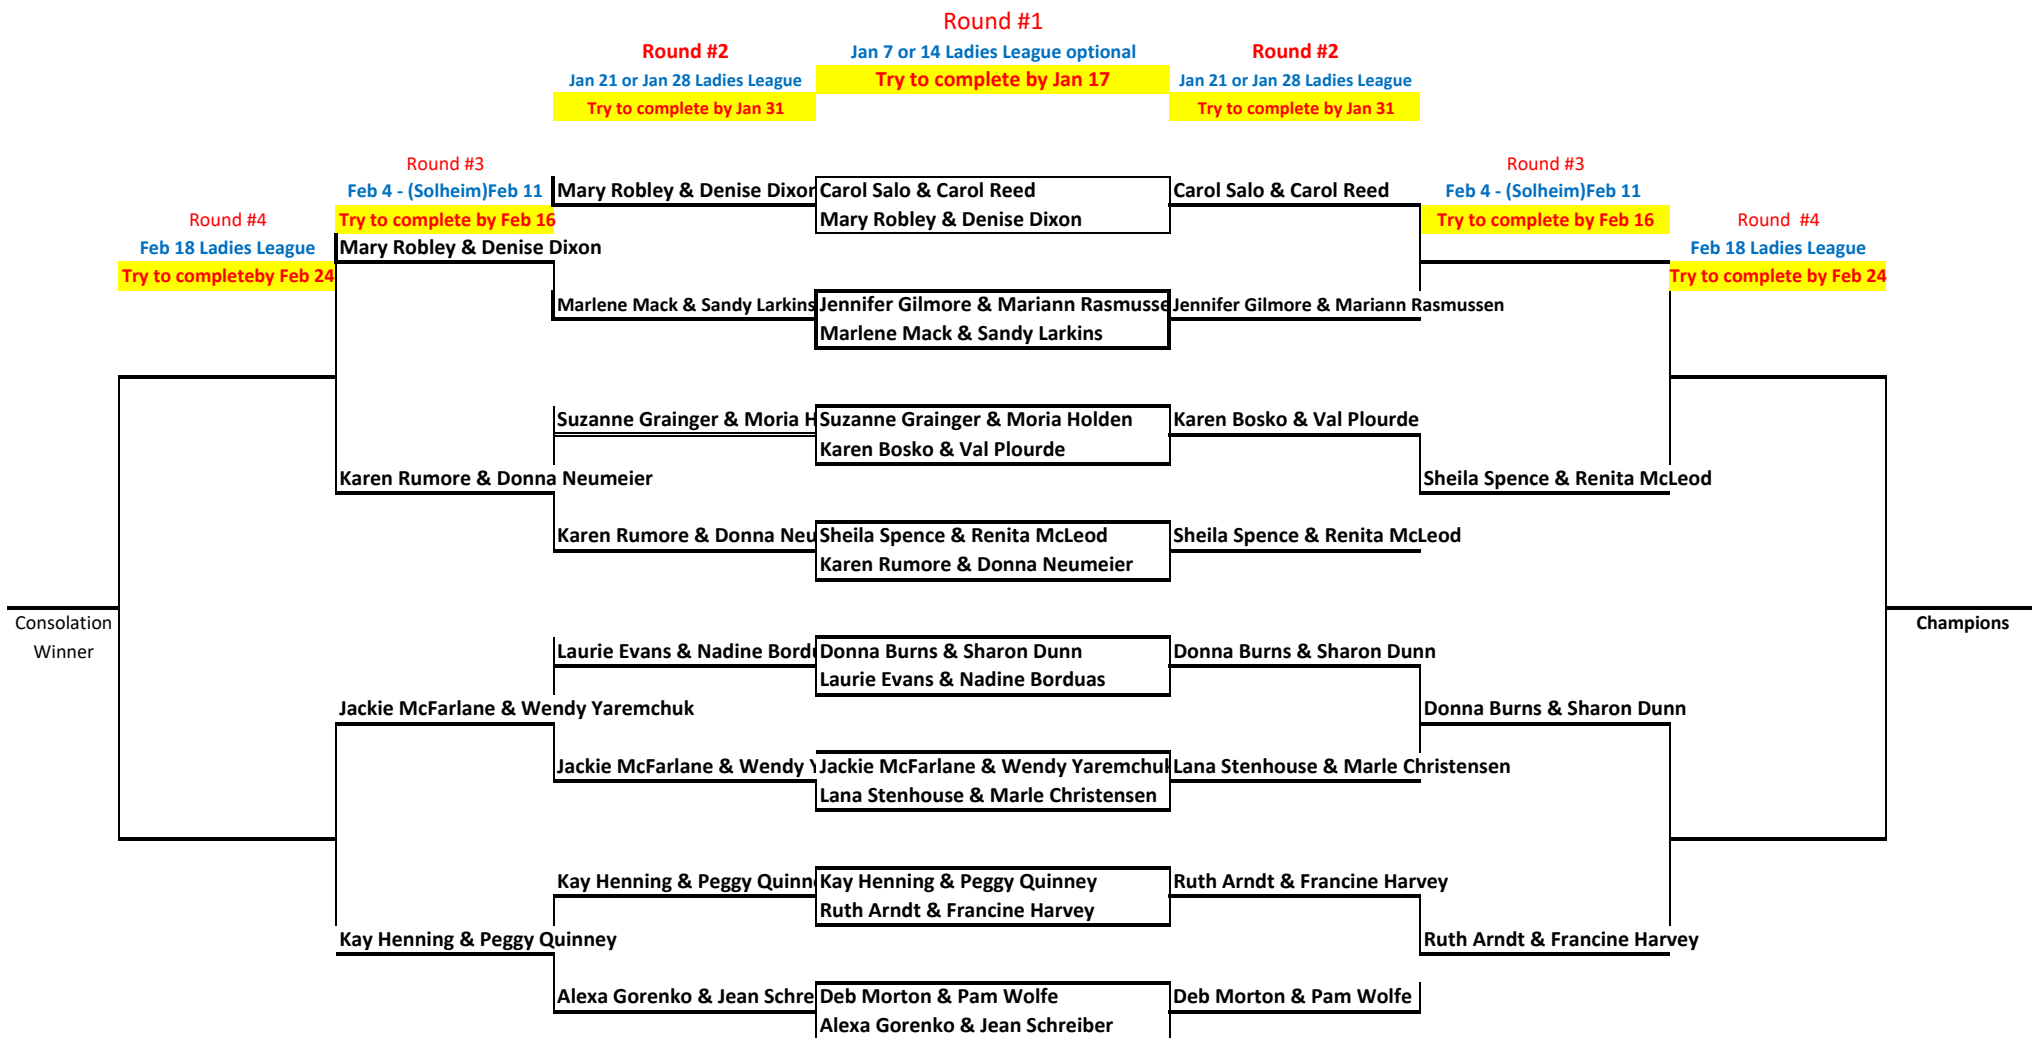 Round #1
Round #2 Jan 7 or 14 Ladies League optional Round #2
Jan 21 or Jan 28 Ladies League Try to complete by Jan 17 Jan 21 or Jan 28 Ladies League
Try to complete by Jan 31 Try to complete by Jan 31
Round #3 Round #3
Feb 4 - (Solheim)Feb 11 Mary Robley & Denise Dixon Carol Salo & Carol Reed Carol Salo & Carol Reed Feb 4 - (Solheim)Feb 11
Round #4 Try to complete by Feb 16 Mary Robley & Denise Dixon Try to complete by Feb 16 Round #4
Feb 18 Ladies League Mary Robley & Denise Dixon Feb 18 Ladies League
Try to completeby Feb 24 Try to complete by Feb 24
Marlene Mack & Sandy Larkins Jennifer Gilmore & Mariann Rasmusse Jennifer Gilmore & Mariann Rasmussen
Marlene Mack & Sandy Larkins
Suzanne Grainger & Moria H Suzanne Grainger & Moria Holden Karen Bosko & Val Plourde
Karen Bosko & Val Plourde
Karen Rumore & Donna Neumeier Sheila Spence & Renita McLeod
Karen Rumore & Donna Neu Sheila Spence & Renita McLeod Sheila Spence & Renita McLeod
Karen Rumore & Donna Neumeier
Consolation Champions
Winner Laurie Evans & Nadine Bordu Donna Burns & Sharon Dunn Donna Burns & Sharon Dunn
Laurie Evans & Nadine Borduas
Jackie McFarlane & Wendy Yaremchuk Donna Burns & Sharon Dunn
Jackie McFarlane & Wendy Y Jackie McFarlane & Wendy Yaremchuk Lana Stenhouse & Marle Christensen
Lana Stenhouse & Marle Christensen
Kay Henning & Peggy Quinne Kay Henning & Peggy Quinney Ruth Arndt & Francine Harvey
Ruth Arndt & Francine Harvey
Kay Henning & Peggy Quinney Ruth Arndt & Francine Harvey
Alexa Gorenko & Jean Schre Deb Morton & Pam Wolfe Deb Morton & Pam Wolfe
Alexa Gorenko & Jean Schreiber